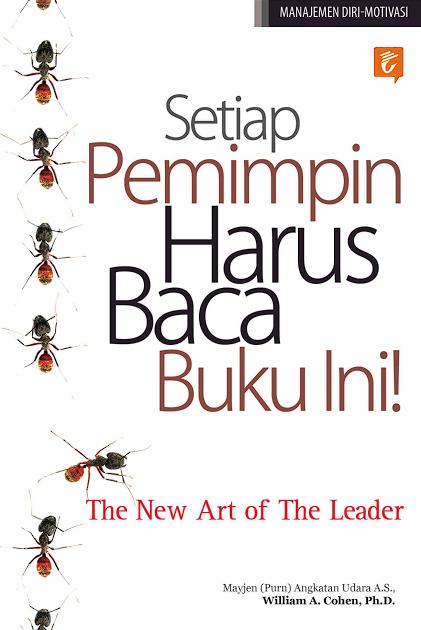 MANAJEMEN DIRI-MOTIVASI
Setiap
Pemimpin
Harus
Baca
Buku Ini!
The New Art of The Leader
Mayjen (Purn) Angkatan Udara A.S.,
William A. Cohen, Ph.D.